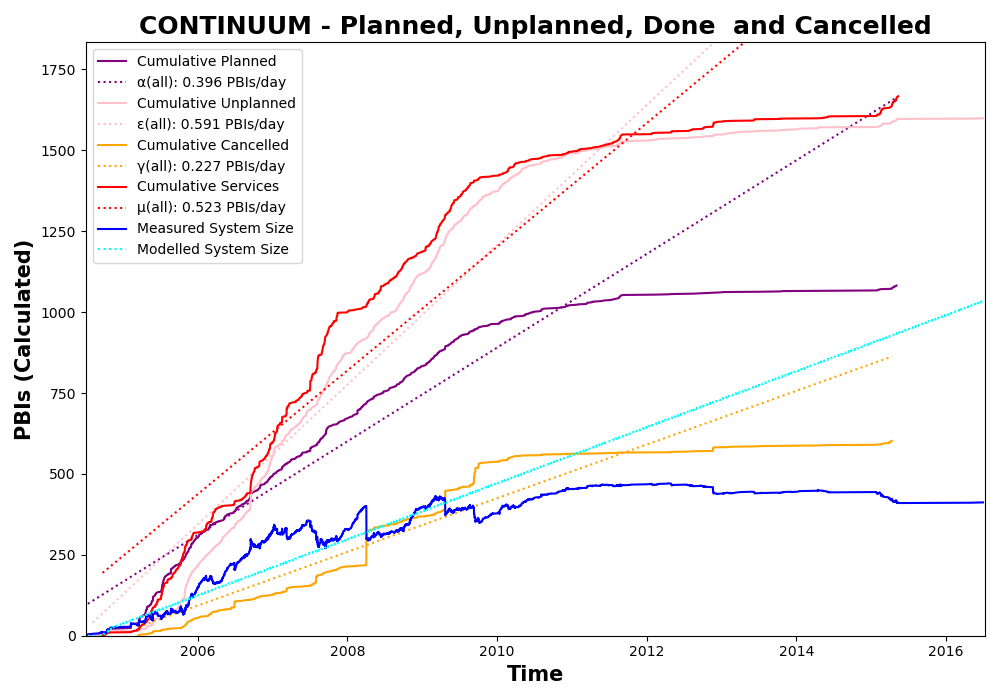 CONTINUUM - Planned, Unplanned, Done  and Cancelled
Cumulative Planned
α(all): 0.396 PBIs/day
Cumulative Unplanned
ε(all): 0.591 PBIs/day
Cumulative Cancelled
γ(all): 0.227 PBIs/day
Cumulative Services
μ(all): 0.523 PBIs/day
Measured System Size
Modelled System Size
PBIs (Calculated)
1750
1500
1250
1000
750
500
250
0
2006 2008 2010 2012 2014 2016
Time